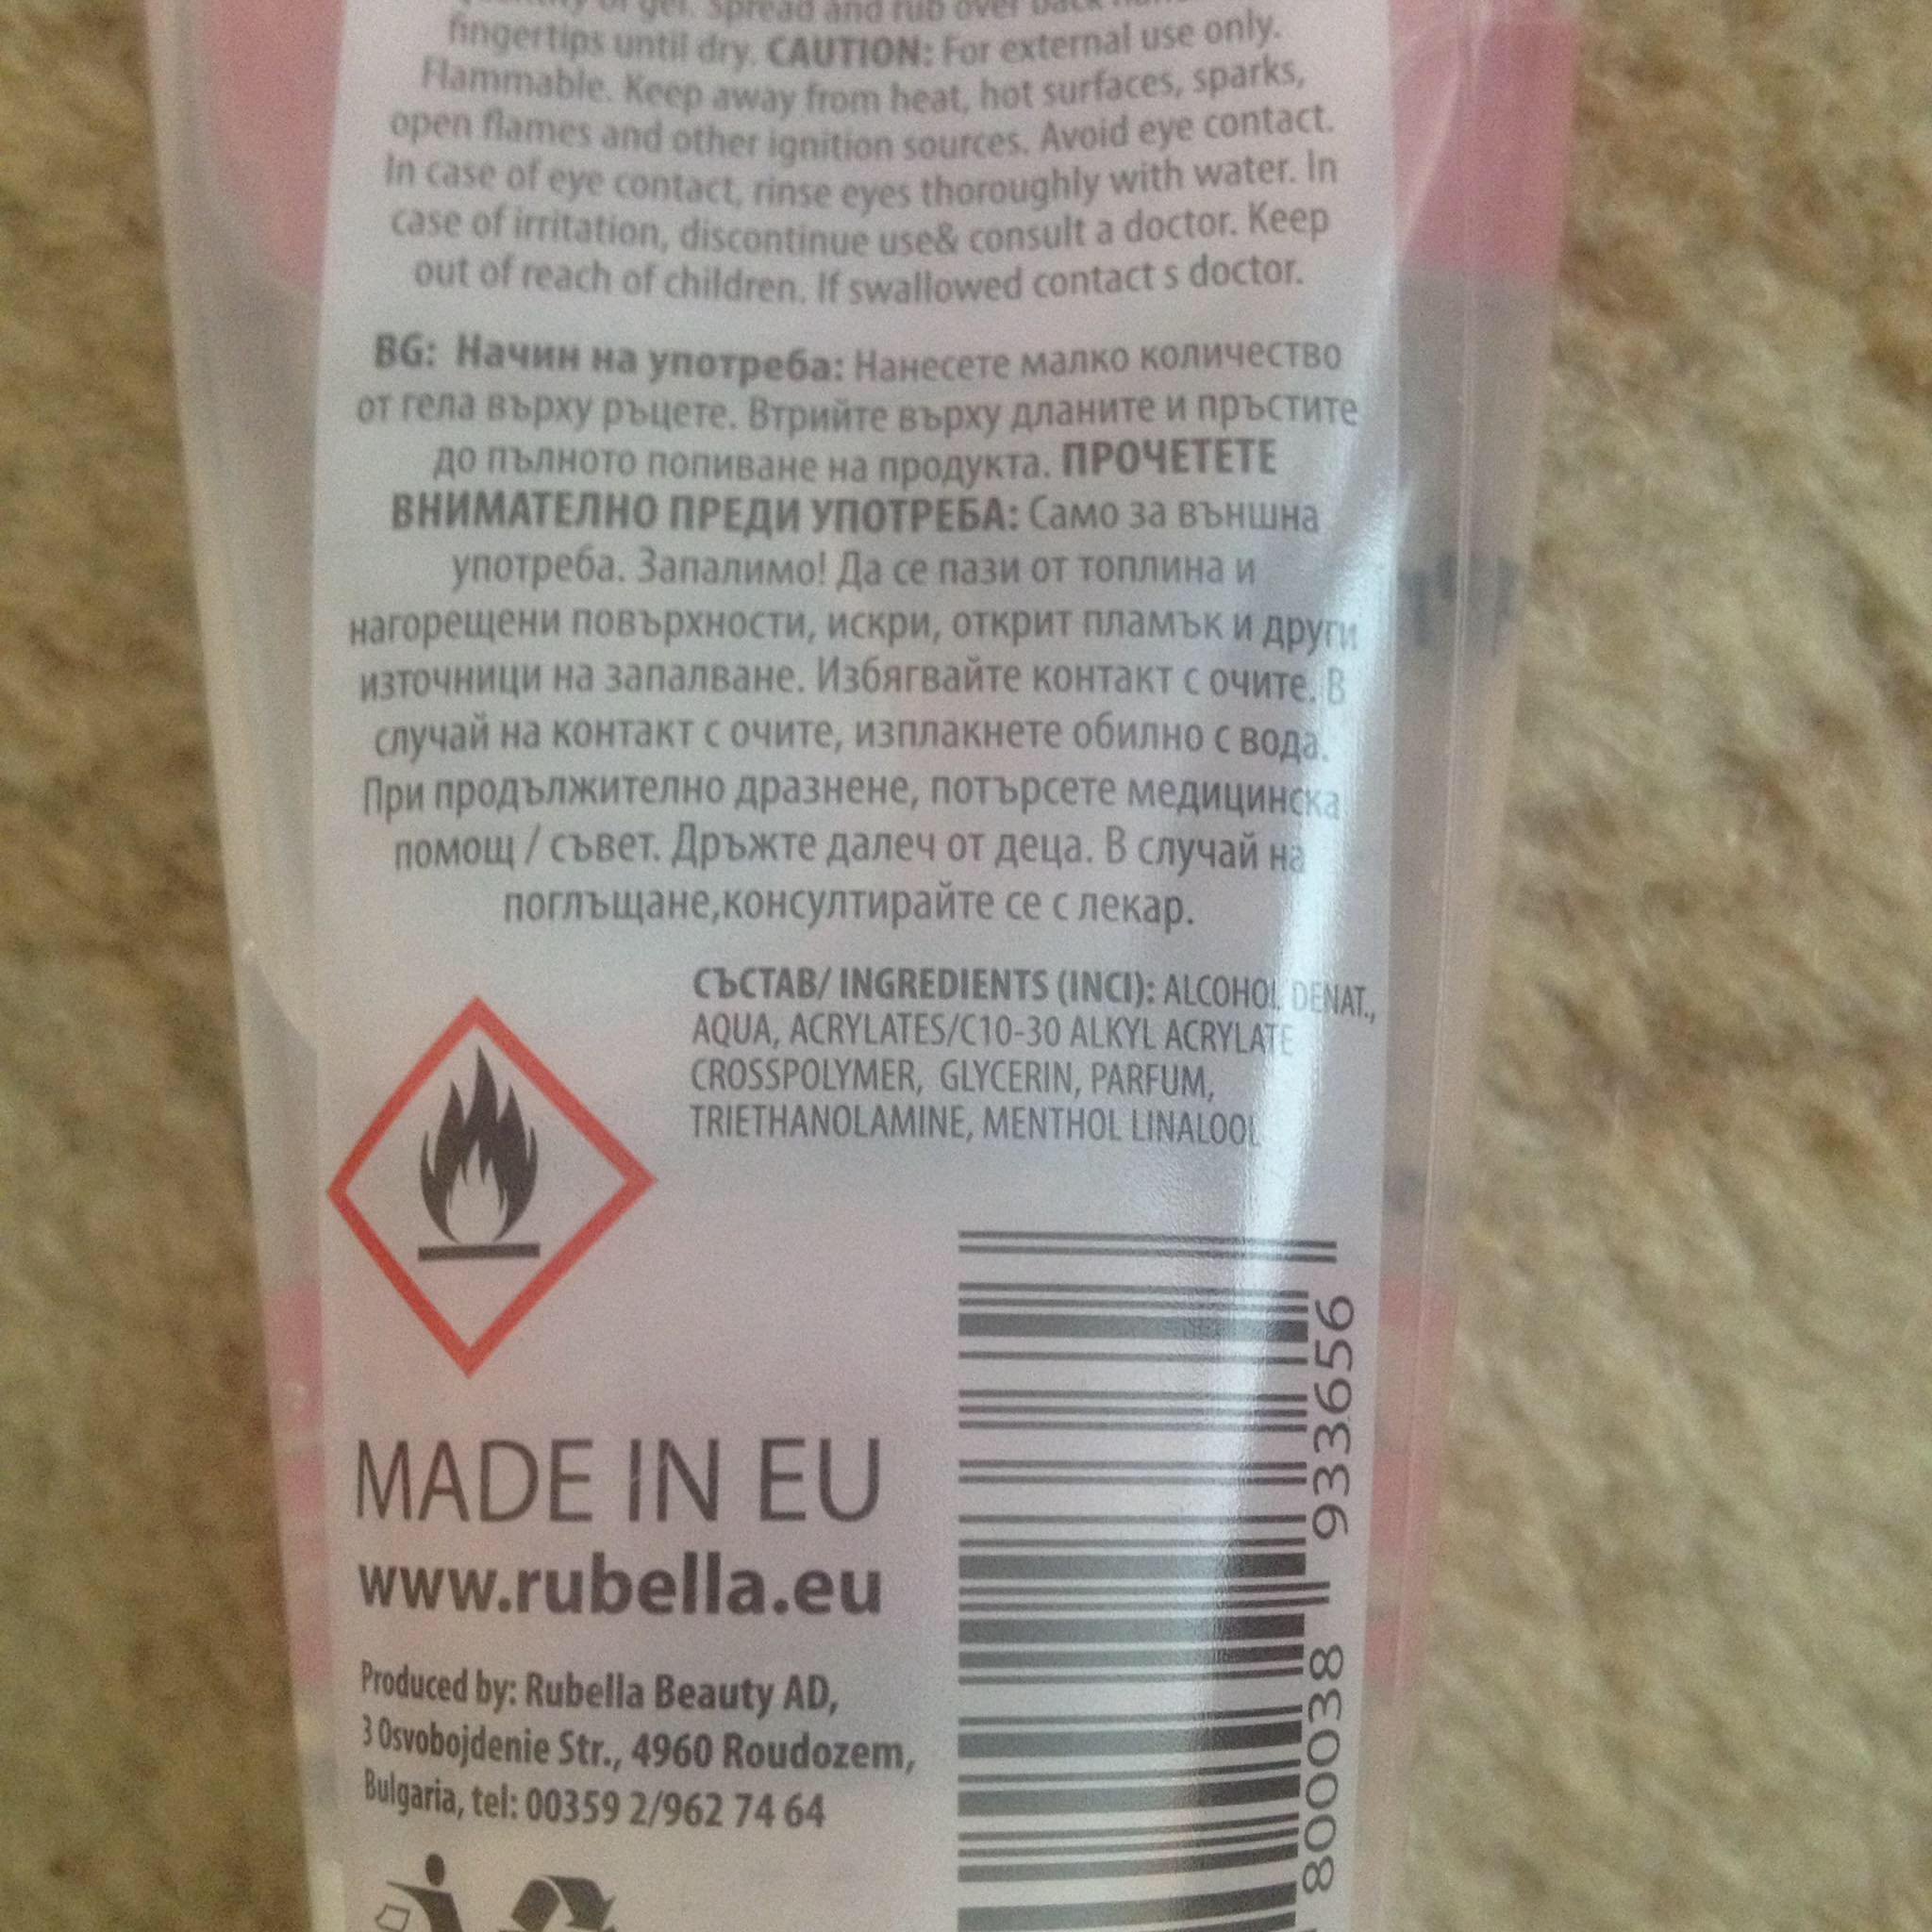 of gel. Spread and rub over
fingertips until dry. CAUTION: For external use only.
Flammable. Keep away from heat, hot surfaces, sparks,
open flames and other ignition sources. Avoid eye contact.
In case of eye contact, rinse eyes thoroughly with water. In
case of irritation, discontinue use& consult a doctor. Keep
out of reach of children. If swallowed contact s doctor.
BG: Начин на употреба: Нанесете малко количество
от гела върху ръцете. Втрийте върху дланите и пръстите
до пълното попиване на продукта. ПРОЧЕТЕТЕ
ВНИМАТЕЛНО ПРЕДИ УПОТРЕБА: Само за външна
употреба. Запалимо! Да се пази от топлина и
нагорещени повърхности, искри, открит пламък и други
източници на запалване. Избягвайте контакт с очите. В
случай на контакт с очите, изплакнете обилно с вода.
При продължително дразнене, потърсете медицинска
помощ / съвет. Дръжте далеч от деца. В случай на
поглъщане,консултирайте се с лекар.
СЪСТАВ/ INGREDIENTS (INCI): ALCOHOL DENAT.,
AQUA, ACRYLATES/C10-30 ALKYL ACRYLATE
CROSSPOLYMER, GLYCERIN, PARFUM,
TRIETHANOLAMINE, MENTHOL LINALOOL
MADE IN EU
www.rubella.eu
Produced by: Rubella Beauty AD,
3 Osvobojdenie Str., 4960 Roudozem,
Bulgaria, tel: 00359 2/962 74 64
800038 933656